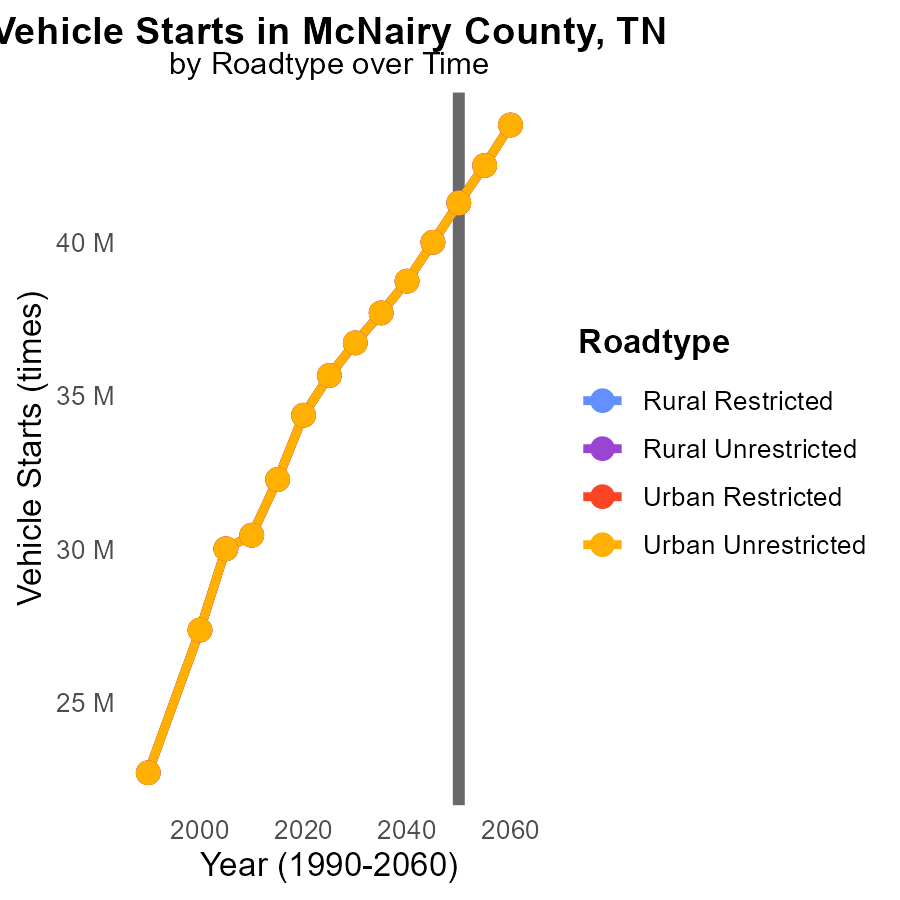 Vehicle Starts in McNairy County, TN
by Roadtype over Time
Vehicle Starts (times)
40 M
35 M
30 M
25 M
2000 2020 2040 2060
Year (1990-2060)
Roadtype
Rural Restricted
Rural Unrestricted
Urban Restricted
Urban Unrestricted